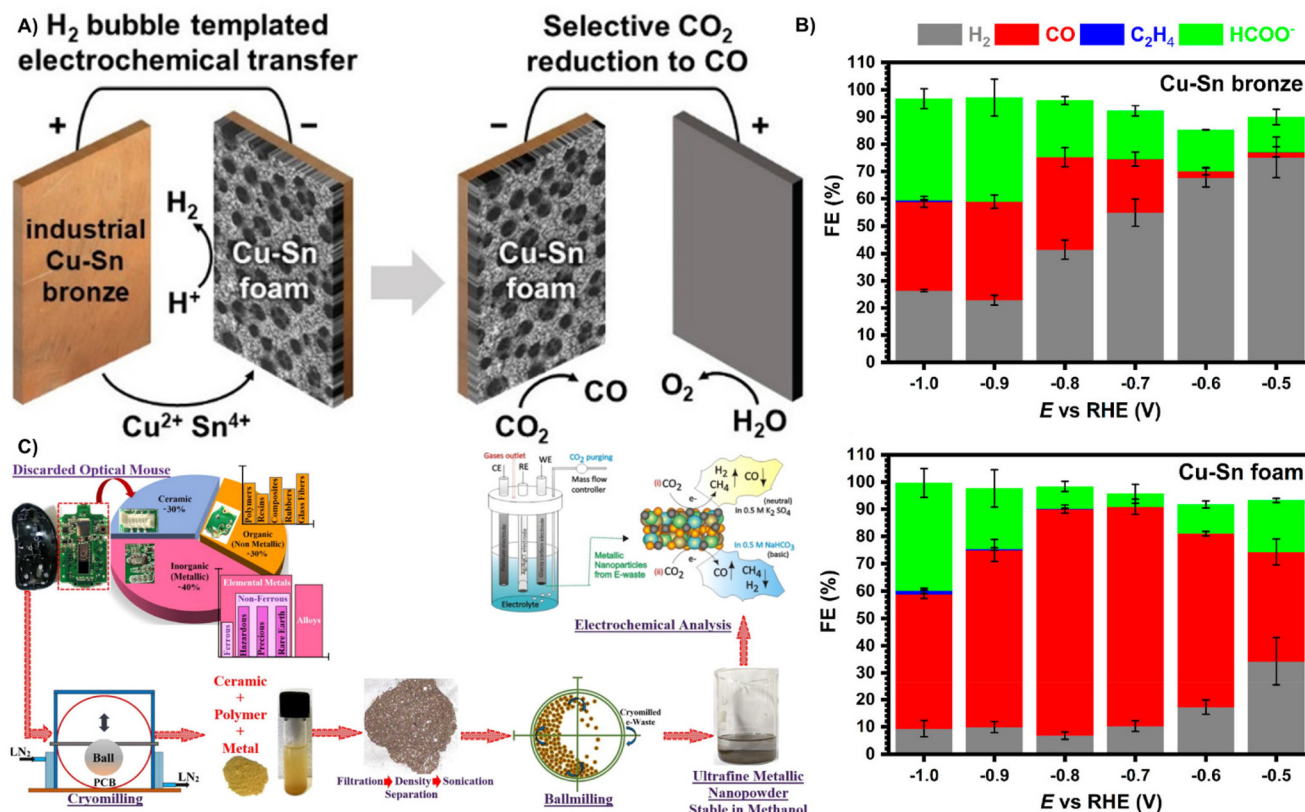 A)
H₂ bubble templated
electrochemical transfer
+
−
industrial
Cu-Sn
bronze
H₂
H⁺
Cu-Sn
foam
Cu²⁺ Sn⁴⁺
Selective CO₂
reduction to CO
−
+
Cu-Sn
foam
CO
CO₂
O₂
H₂O
B)
H₂ CO C₂H₄ HCOO⁻
Cu-Sn bronze
FE (%)
110
100
90
80
70
60
50
40
30
20
10
0
-1.0 -0.9 -0.8 -0.7 -0.6 -0.5
E vs RHE (V)
Cu-Sn foam
FE (%)
110
100
90
80
70
60
50
40
30
20
10
0
-1.0 -0.9 -0.8 -0.7 -0.6 -0.5
E vs RHE (V)
C)
Discarded Optical Mouse
Ceramic
~30%
Organic
(Non Metallic)
~30%
Inorganic
(Metallic)
~40%
Polymers
Resins
Composites
Rubbers
Glass Fibers
Elemental Metals
Non-Ferrous
Ferrous
Hazardous
Precious
Rare Earth
Alloys
LN₂
Ball
PCB
LN₂
Cryomilling
Ceramic
+
Polymer
+
Metal
Filtration Density Sonication
Separation
Cryomilled
e-Waste
Ballmilling
Ultrafine Metallic
Nanopowder
Stable in Methanol
Electrochemical Analysis
Gases outlet
CE RE WE
CO₂ purging
Mass flow
controller
Electrolyte
Metallic
Nanoparticles
from E-waste
(i) CO₂
e-
H₂ CO
CH₄
(neutral)
In 0.5 M K₂SO₄
In 0.5 M NaHCO₃
(basic)
e-
(ii) CO₂
CO CH₄
H₂